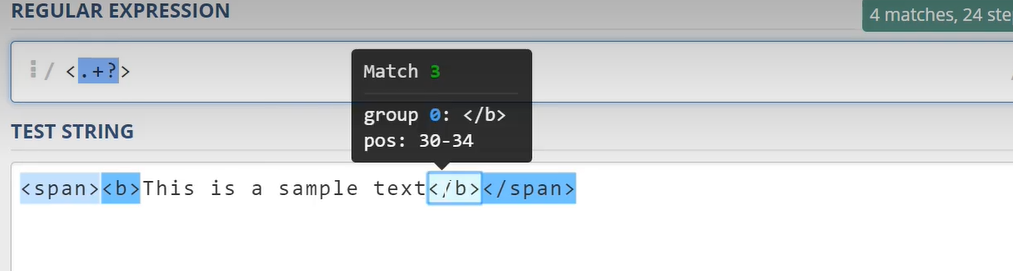 REGULAR EXPRESSION
4 matches, 24 ste
/ <.+?>
Match 3
group 0: </b>
pos: 30-34
TEST STRING
<span><b>This is a sample text</b></span>